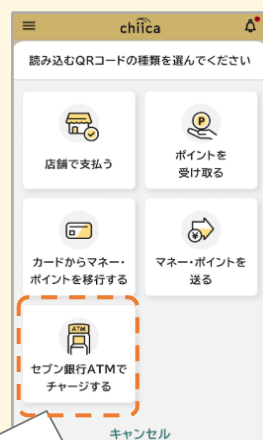 chiica
読み込むQRコードの種類を選んでください
店舗で支払う
P
ポイントを
受け取る
カードからマネー・
ポイントを移行する
¥
マネー・ポイントを
送る
ATM
セブン銀行ATMで
チャージする
キャンセル